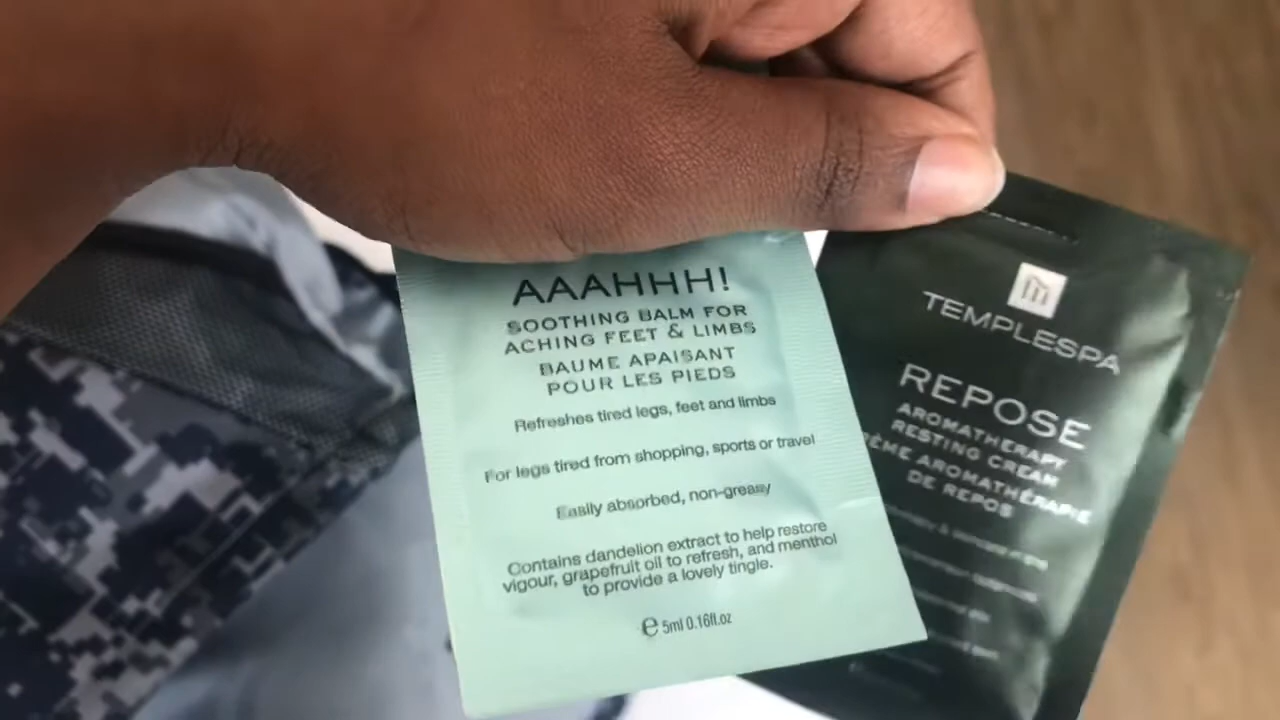 AAAHHH!
SOOTHING BALM FOR
ACHING FEET & LIMBS
BAUME APAISANT
POUR LES PIEDS
Refreshes tired legs, feet and limbs
For legs tired from shopping, sports or travel
Easily absorbed, non-greasy
Contains dandelion extract to help restore
vigour, grapefruit oil to refresh, and menthol
to provide a lovely tingle.
e 5ml 0.16fl.oz
TEMPLESPA
REPOSE
AROMATHERAPY
RESTING CREAM
CRÈME AROMATHÉRAPIE
DE REPOS